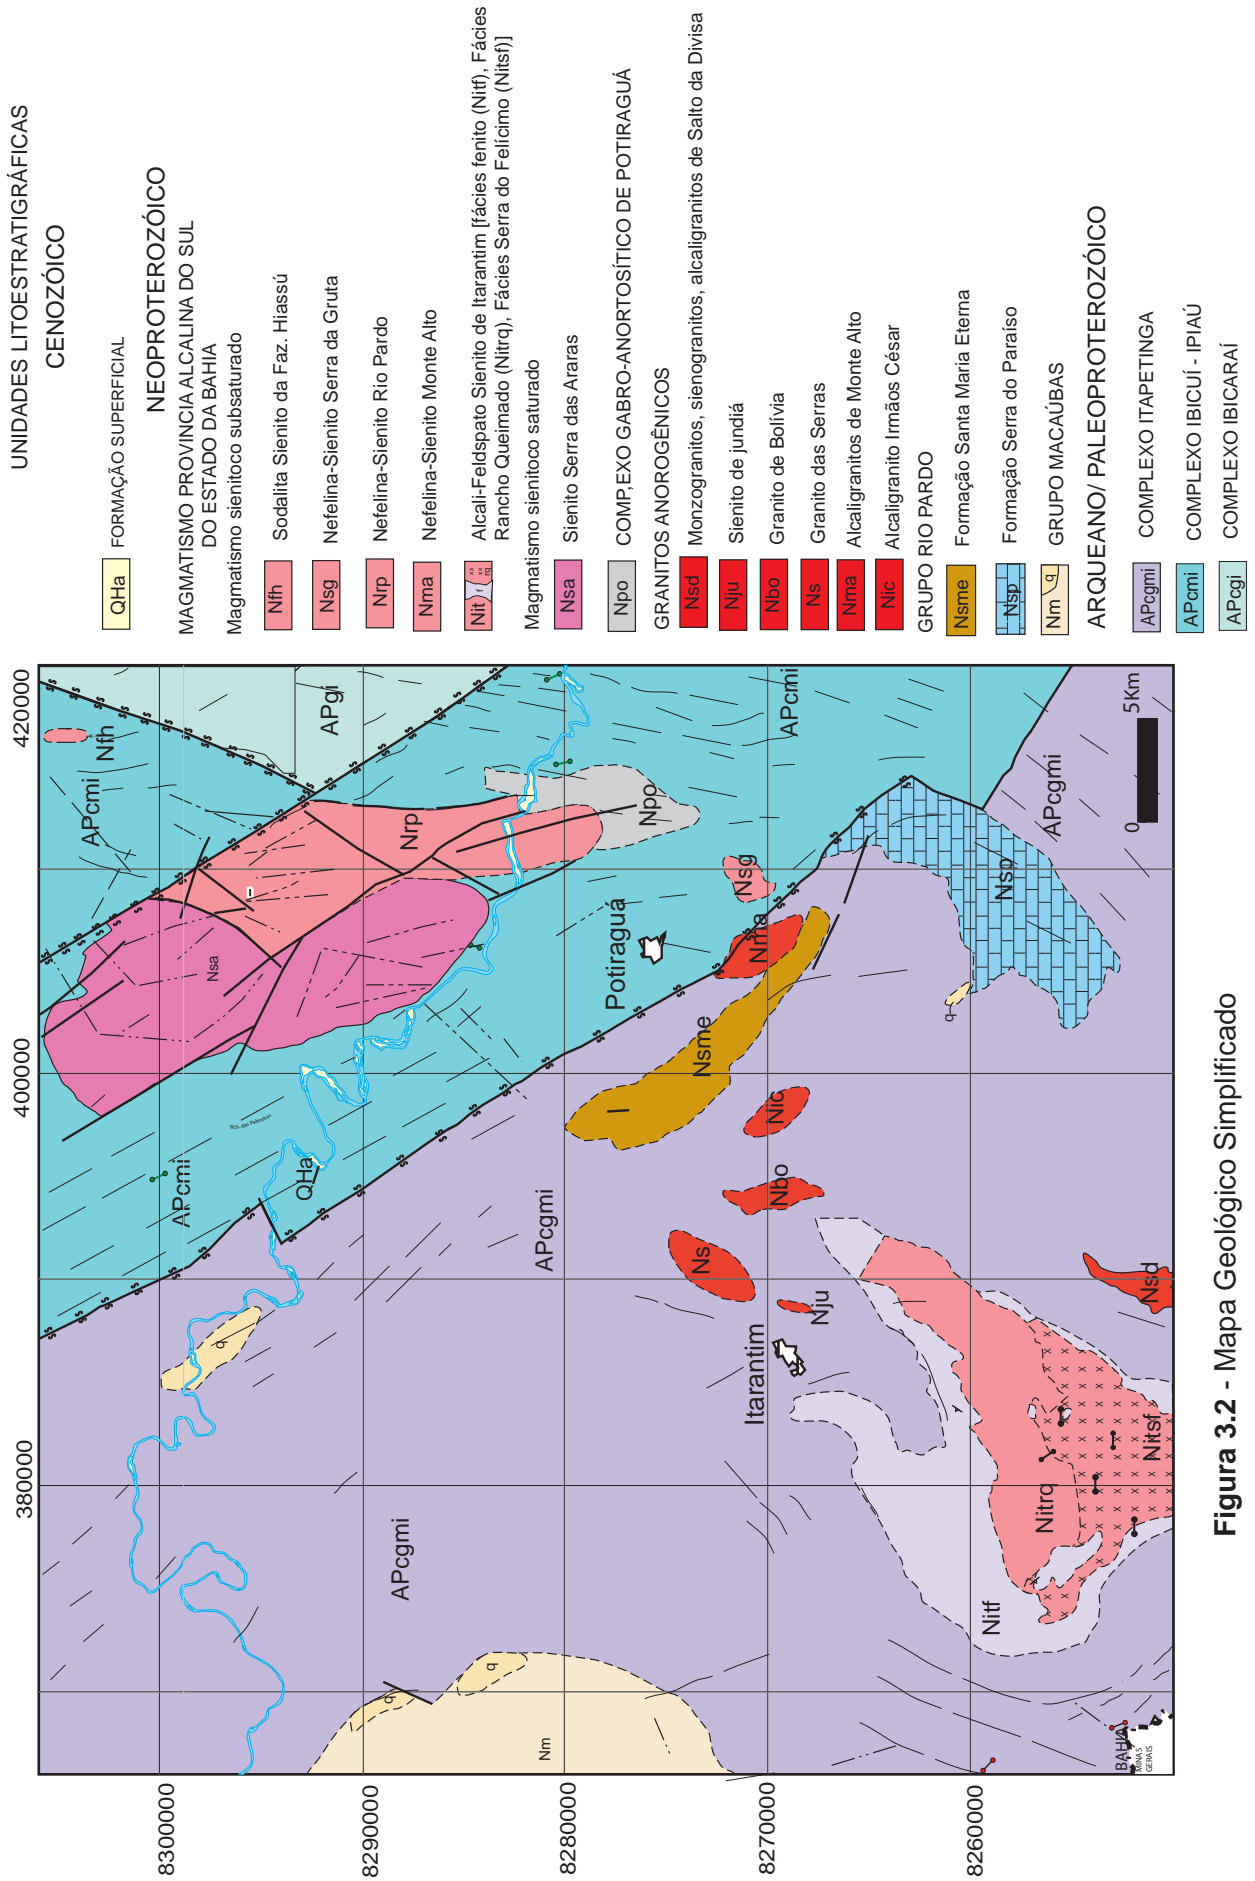 UNIDADES LITOESTRATIGRÁFICAS
CENOZÓICO
QHa FORMAÇÃO SUPERFICIAL
NEOPROTEROZÓICO
MAGMATISMO PROVINCIA ALCALINA DO SUL
DO ESTADO DA BAHIA
Magmatismo sienitoco subsaturado
Nfh Sodalita Sienito da Faz. Hiassú
Nsg Nefelina-Sienito Serra da Gruta
Nrp Nefelina-Sienito Rio Pardo
Nma Nefelina-Sienito Monte Alto
Nit f xx xx rq Alcali-Feldspato Sienito de Itarantim [fácies fenito (Nitf), Fácies
Rancho Queimado (Nitrq), Fácies Serra do Felícimo (Nitsf)]
Magmatismo sienitoco saturado
Nsa Sienito Serra das Araras
Npo COMP,EXO GABRO-ANORTOSÍTICO DE POTIRAGUÁ
GRANITOS ANOROGÊNICOS
Nsd Monzogranitos, sienogranitos, alcaligranitos de Salto da Divisa
Nju Sienito de jundiá
Nbo Granito de Bolívia
Ns Granito das Serras
Nma Alcaligranitos de Monte Alto
Nic Alcaligranito Irmãos César
GRUPO RIO PARDO
Nsme Formação Santa Maria Eterna
Nsp Formação Serra do Paraíso
Nm q GRUPO MACAÚBAS
ARQUEANO/ PALEOPROTEROZÓICO
APcgmi COMPLEXO ITAPETINGA
APcmi COMPLEXO IBICUÍ - IPIAÚ
APcgi COMPLEXO IBICARAÍ
380000
400000
420000
8300000
8290000
8280000
8270000
8260000
APcmi
Nfh
APgi
APcmi
Nrp
Nsa
Npo
APcmi
Rch. das Palmeiras
QHa
Potiraguá
Nsg
Nma
APcmi
Nsme
I
Nsp
APcgmi
q
APcgmi
Nic
Nbo
Ns
Nju
Itarantim
Nsd
q
APcgmi
Nitrq
Nitsf
Nitf
f
q
q
Nm
BAHIA
MINAS
GERAIS
0 5Km
Figura 3.2 - Mapa Geológico Simplificado